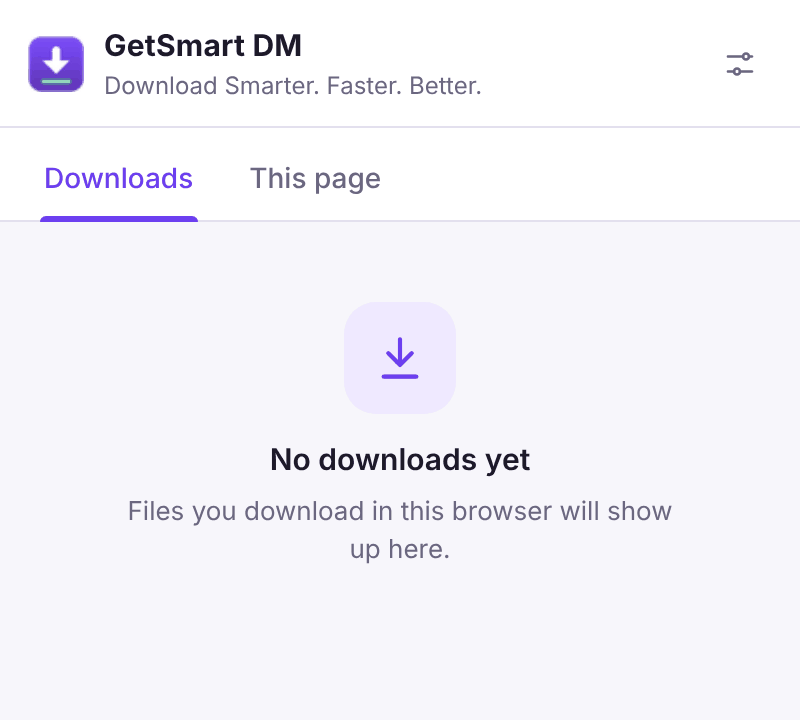 GetSmart DM
Download Smarter. Faster. Better.
Downloads
This page
No downloads yet
Files you download in this browser will show
up here.